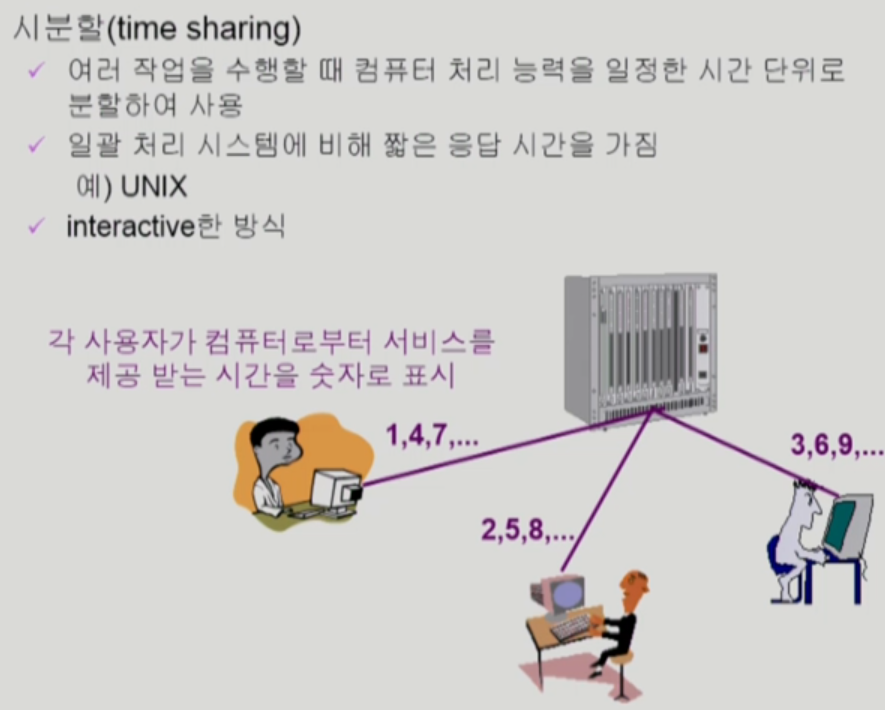 시분할(time sharing)
✓ 여러 작업을 수행할 때 컴퓨터 처리 능력을 일정한 시간 단위로
분할하여 사용
✓ 일괄 처리 시스템에 비해 짧은 응답 시간을 가짐
예) UNIX
✓ interactive한 방식
각 사용자가 컴퓨터로부터 서비스를
제공 받는 시간을 숫자로 표시
1,4,7,...
3,6,9,...
2,5,8,...